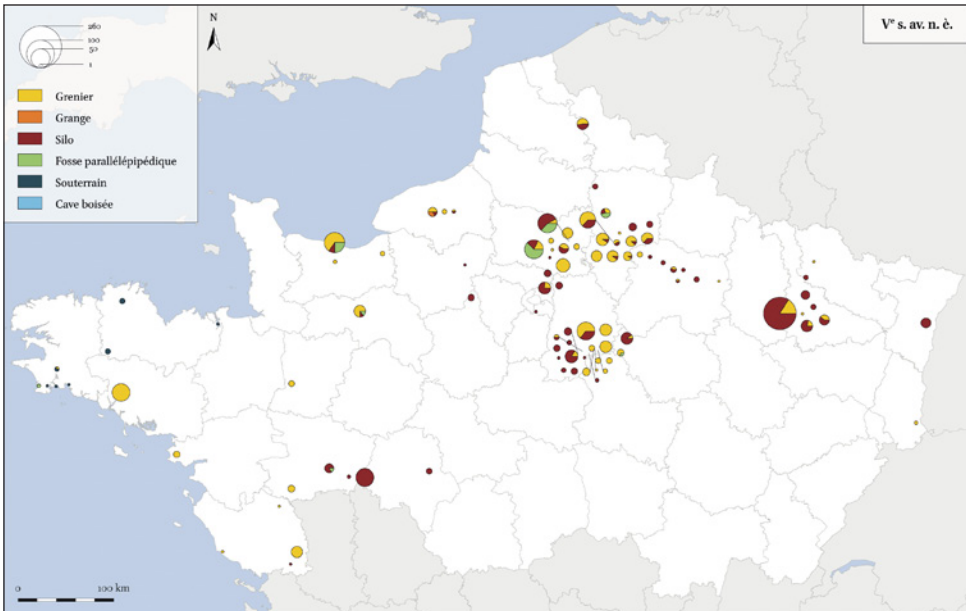 260
100
50
1
N
Vᵉ s. av. n. è.
Grenier
Grange
Silo
Fosse parallélépipédique
Souterrain
Cave boisée
0 100 km